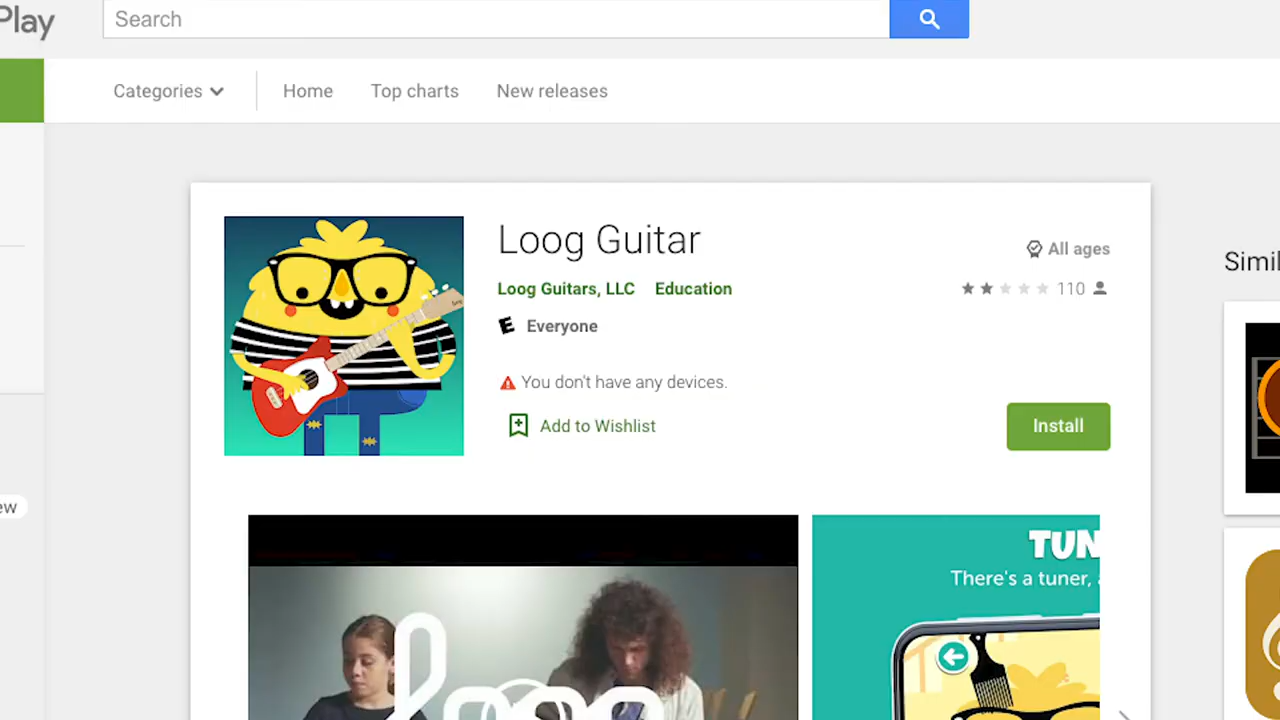 Play
Search
Categories
Home
Top charts
New releases
Loog Guitar
All ages
Loog Guitars, LLC
Education
110
E
Everyone
You don't have any devices.
Add to Wishlist
Install
TUN
There's a tuner,
loog